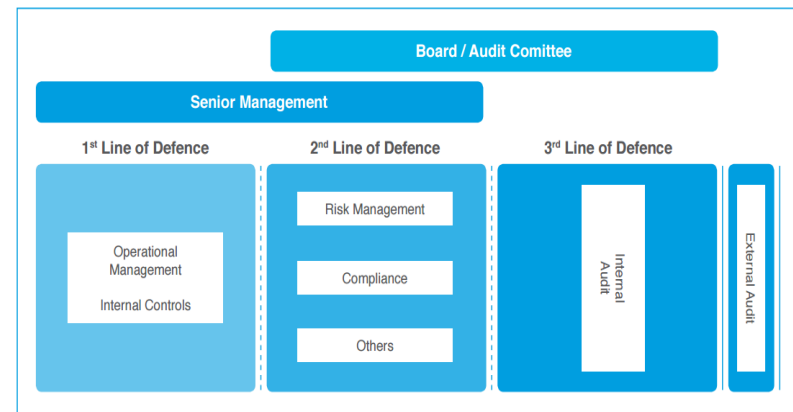 Board / Audit Comittee
Senior Management
1st Line of Defence
2nd Line of Defence
3rd Line of Defence
Operational
Management
Internal Controls
Risk Management
Compliance
Others
Internal
Audit
External Audit